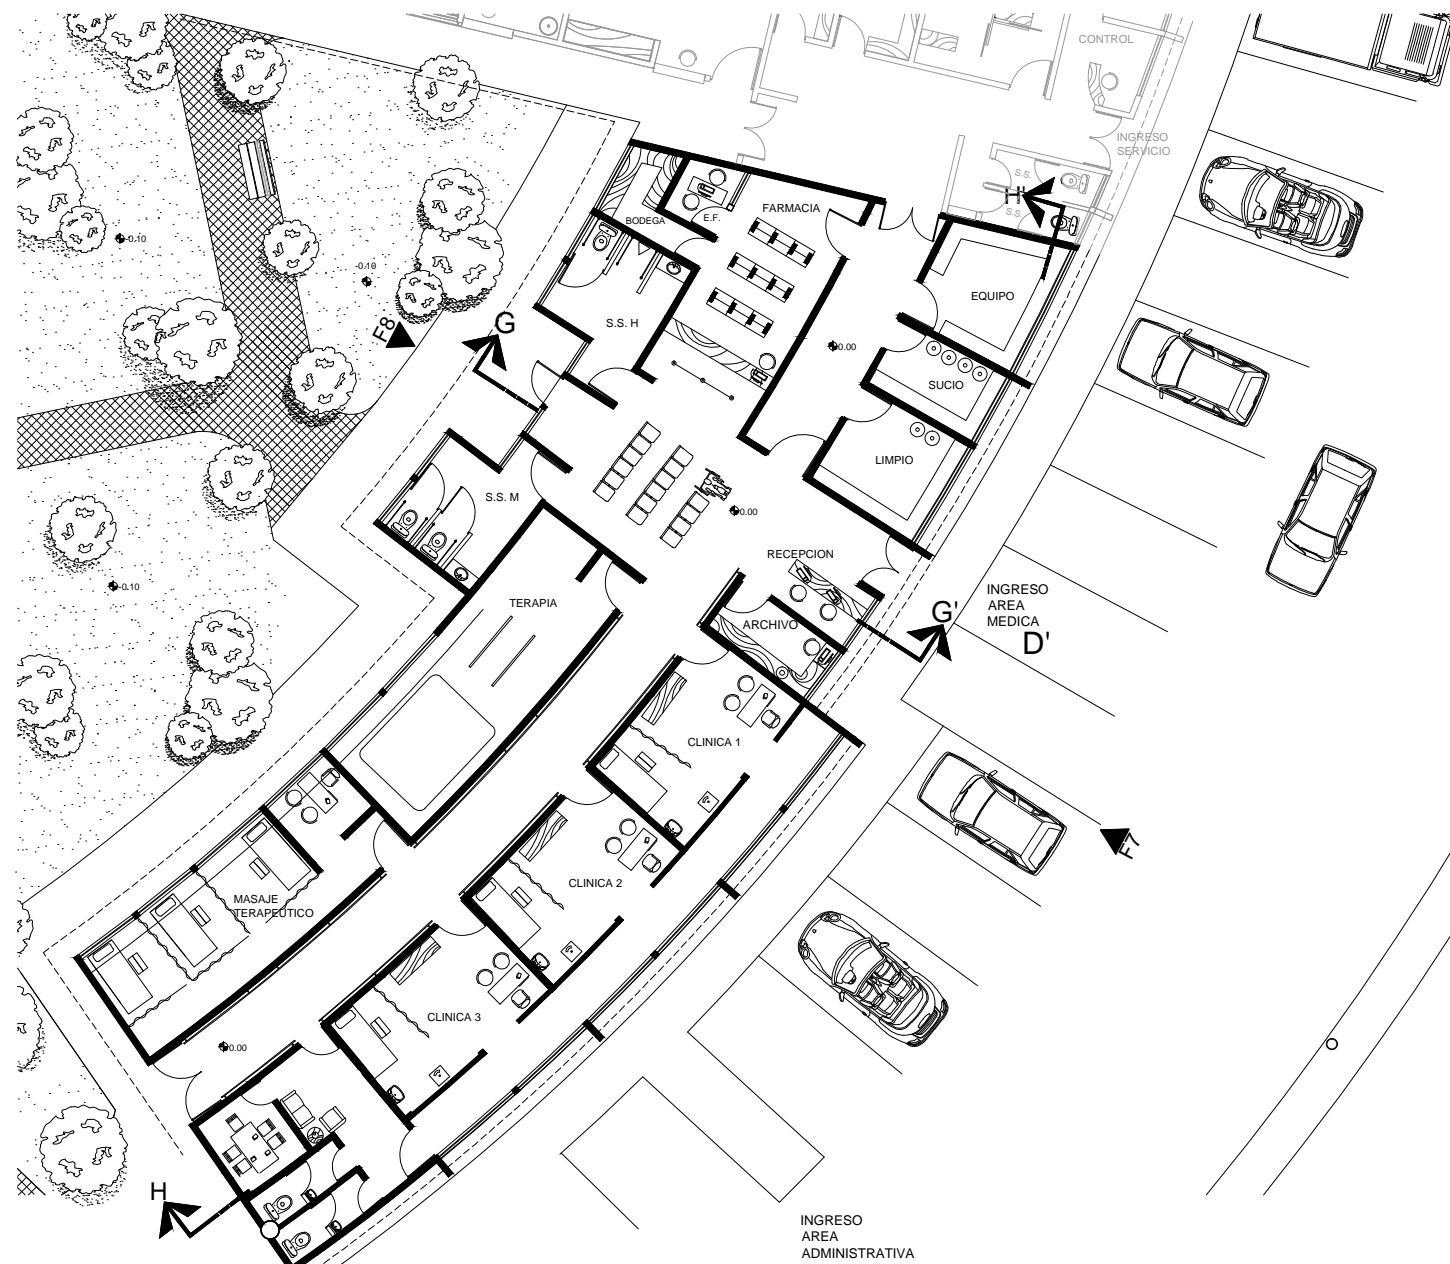 CONTROL
INGRESO
SERVICIO
S.S.
S.S.
H'
FARMACIA
BODEGA
E.F.
-0.10
-0.10
EQUIPO
F8
G
S.S. H
0.00
SUCIO
LIMPIO
S.S. M
0.00
RECEPCION
-0.10
INGRESO
AREA
MEDICA
TERAPIA
ARCHIVO
G'
D'
CLINICA 1
F7
CLINICA 2
MASAJE
TERAPEUTICO
CLINICA 3
0.00
H
INGRESO
AREA
ADMINISTRATIVA